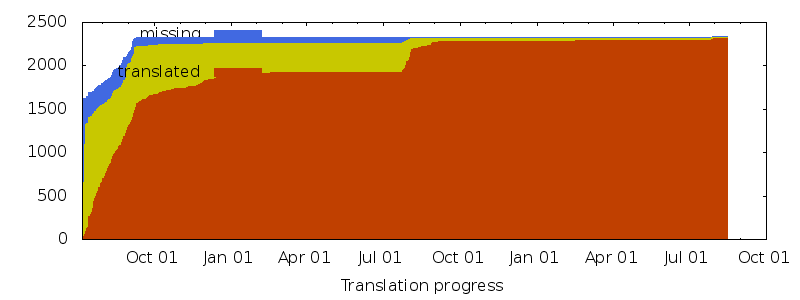 2500
2000
1500
1000
500
0
missing
translated
Oct 01 Jan 01 Apr 01 Jul 01 Oct 01 Jan 01 Apr 01 Jul 01 Oct 01
Translation progress